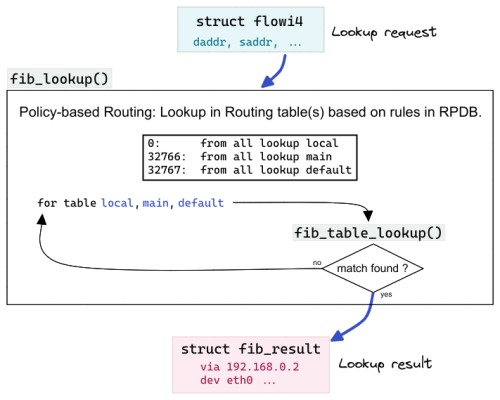 struct flowi4
daddr, saddr, ...
Lookup request
fib_lookup()
Policy-based Routing: Lookup in Routing table(s) based on rules in RPDB.
0: from all lookup local
32766: from all lookup main
32767: from all lookup default
for table local, main, default
fib_table_lookup()
no
match found ?
yes
struct fib_result
via 192.168.0.2
dev eth0 ...
Lookup result